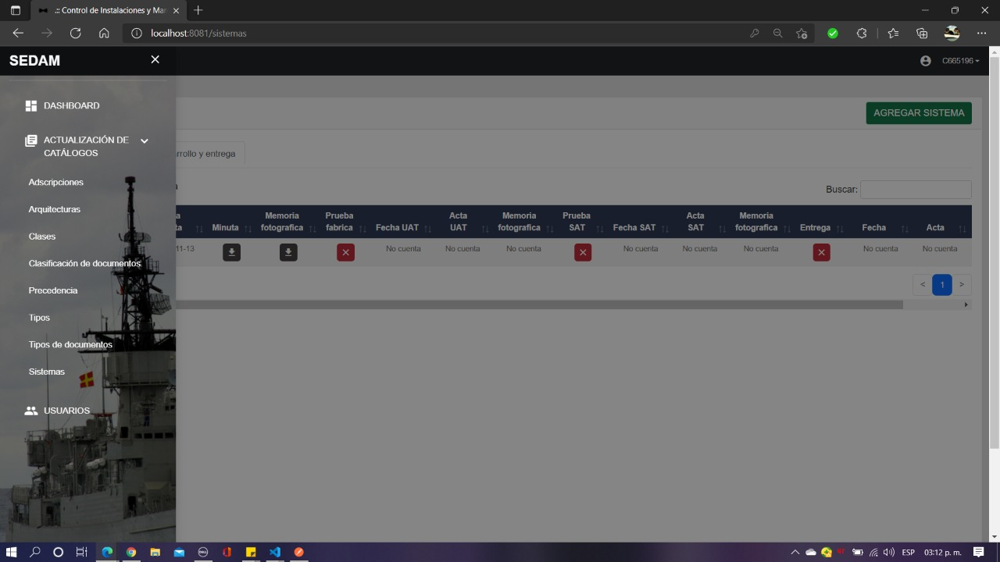 .:: Control de Instalaciones y Mar
localhost:8081/sistemas
SEDAM
C665196
DASHBOARD
AGREGAR SISTEMA
ACTUALIZACIÓN DE
CATÁLOGOS
rrollo y entrega
Adscripciones
Buscar:
Arquitecturas
Memoria
Prueba
Acta
Memoria
Prueba
Acta
Memoria
Minuta
fotografica
fabrica
Fecha UAT
UAT
fotografica
SAT
Fecha SAT
SAT
fotografica
Entrega
Fecha
Acta
Clases
11-13
No cuenta
No cuenta
No cuenta
No cuenta
No cuenta
No cuenta
No cuenta
No cuenta
Clasificación de documentos
Precedencia
< 1 >
Tipos
Tipos de documentos
Sistemas
USUARIOS
DELL
ESP
03:12 p. m.